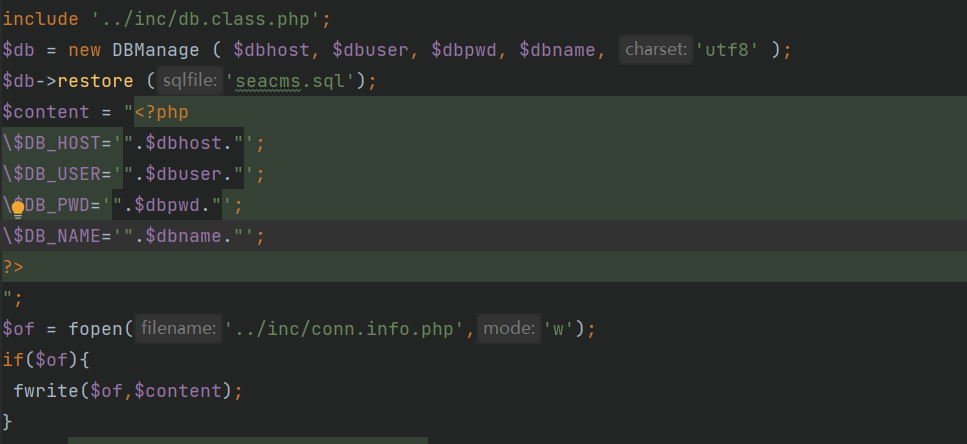 include '../inc/db.class.php';
$db = new DBManage ( $dbhost, $dbuser, $dbpwd, $dbname, charset: 'utf8' );
$db->restore ( sqlfile: 'seacms.sql');
$content = "<?php
\$DB_HOST='".$dbhost."';
\$DB_USER='".$dbuser."';
\$DB_PWD='".$dbpwd."';
\$DB_NAME='".$dbname."';
?>
";
$of = fopen( filename: '../inc/conn.info.php', mode: 'w');
if($of){
 fwrite($of,$content);
}